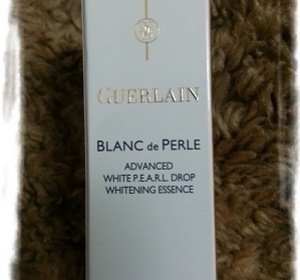 GUERLAIN
BLANC de PERLE
ADVANCED
WHITE P.E.A.R.L. DROP
WHITENING ESSENCE